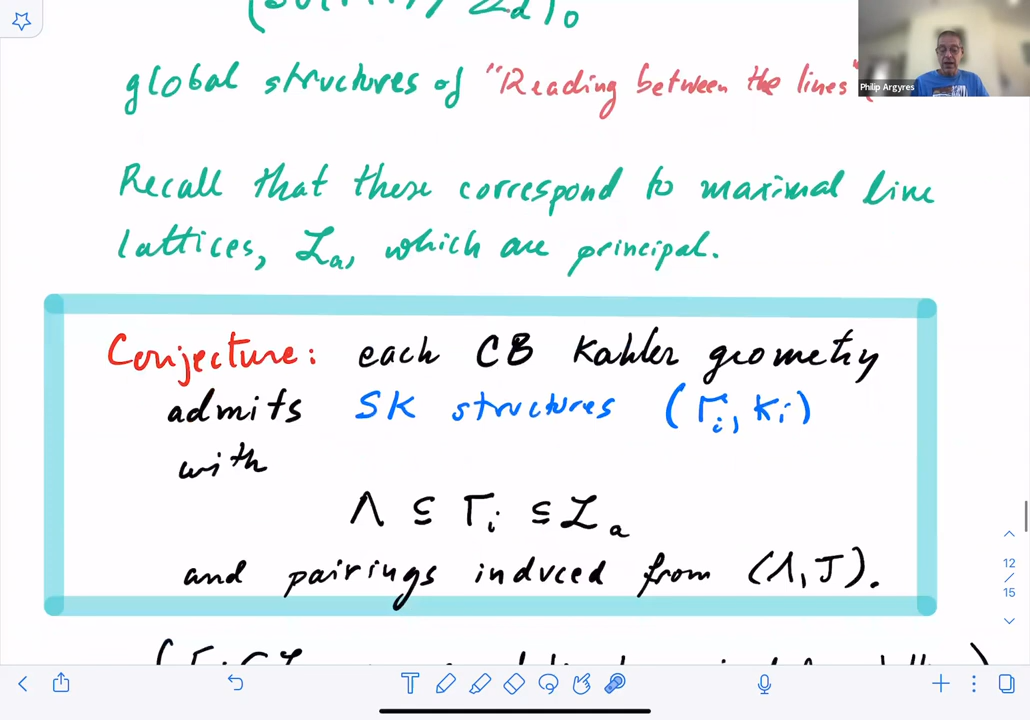 global structures of "Reading between the lines"
Philip Argyres
Recall that these correspond to maximal line
lattices, ℒₐ, which are principal.
Conjecture: each CB Kahler geometry
admits SK structures (Γᵢ, Kᵢ)
with
Λ ⊆ Γᵢ ⊆ ℒₐ
and pairings induced from (Λ, J).
12
/
15
T